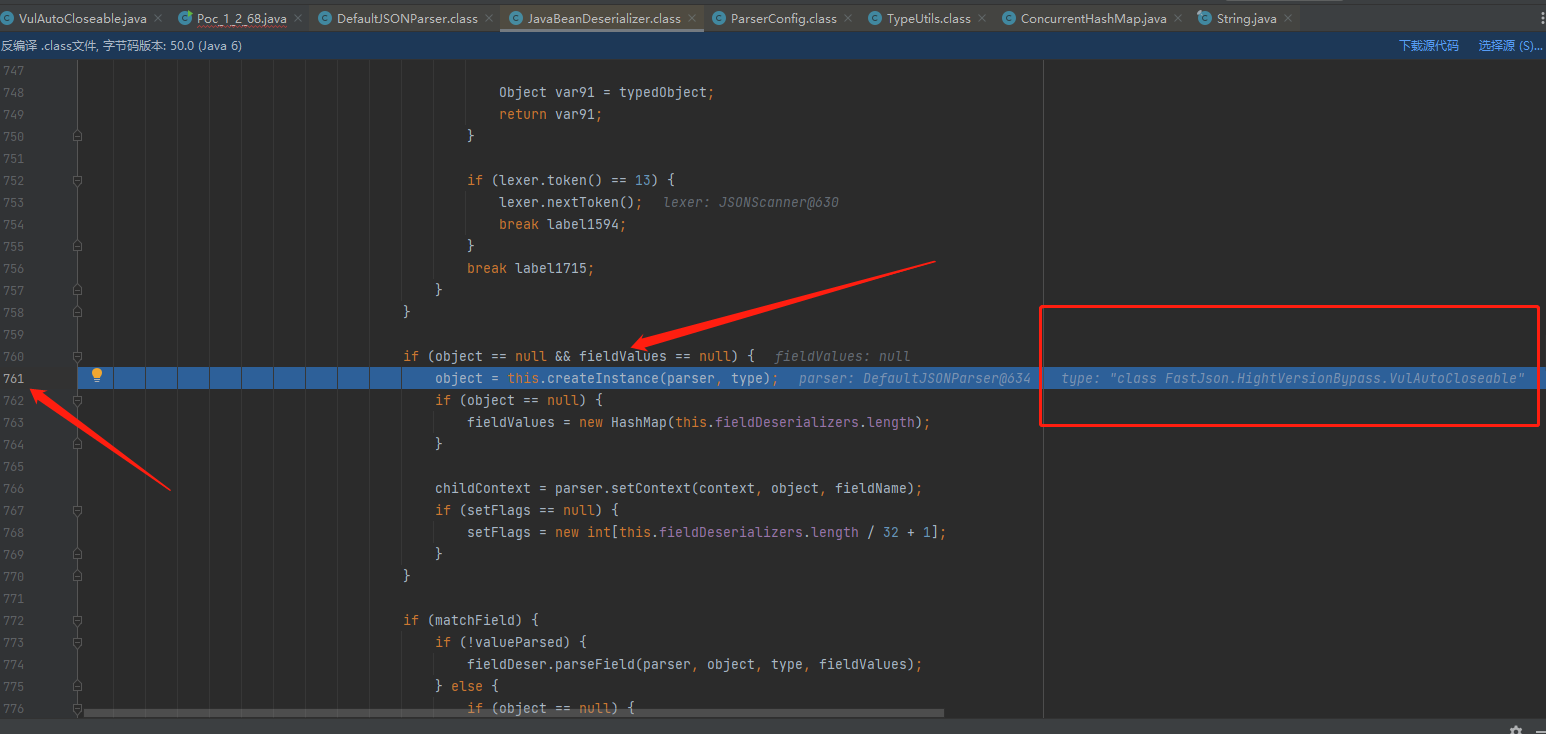 VulAutoCloseable.java Poc_1_2_68.java DefaultJSONParser.class JavaBeanDeserializer.class ParserConfig.class TypeUtils.class ConcurrentHashMap.java String.java
反编译 .class文件, 字节码版本: 50.0 (Java 6) 下载源代码 选择源 (S)...
747
748 Object var91 = typedObject;
749 return var91;
750 }
751
752 if (lexer.token() == 13) {
753 lexer.nextToken(); lexer: JSONScanner@630
754 break label1594;
755 }
756 break label1715;
757 }
758 }
759
760 if (object == null && fieldValues == null) { fieldValues: null
761 object = this.createInstance(parser, type); parser: DefaultJSONParser@634 type: "class FastJson.HightVersionBypass.VulAutoCloseable"
762 if (object == null) {
763 fieldValues = new HashMap(this.fieldDeserializers.length);
764 }
765
766 childContext = parser.setContext(context, object, fieldName);
767 if (setFlags == null) {
768 setFlags = new int[this.fieldDeserializers.length / 32 + 1];
769 }
770 }
771
772 if (matchField) {
773 if (!valueParsed) {
774 fieldDeser.parseField(parser, object, type, fieldValues);
775 } else {
776 if (object == null) {